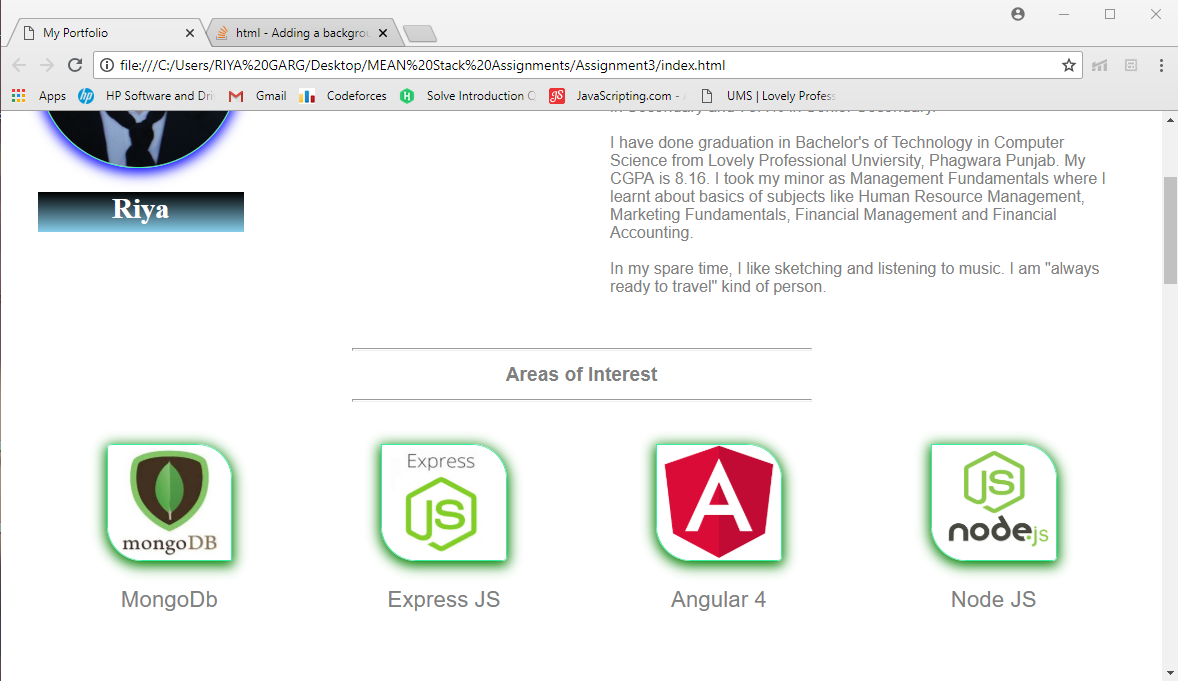 My Portfolio
html - Adding a backgrou
file:///C:/Users/RIYA%20GARG/Desktop/MEAN%20Stack%20Assignments/Assignment3/index.html
Apps HP Software and Dri Gmail Codeforces Solve Introduction C JavaScripting.com - UMS | Lovely Profess
I have done graduation in Bachelor's of Technology in Computer
Science from Lovely Professional Unviersity, Phagwara Punjab. My
CGPA is 8.16. I took my minor as Management Fundamentals where I
learnt about basics of subjects like Human Resource Management,
Marketing Fundamentals, Financial Management and Financial
Accounting.
Riya
In my spare time, I like sketching and listening to music. I am "always
ready to travel" kind of person.
Areas of Interest
mongoDB
Express
JS
A
JS
node.js
MongoDb Express JS Angular 4 Node JS